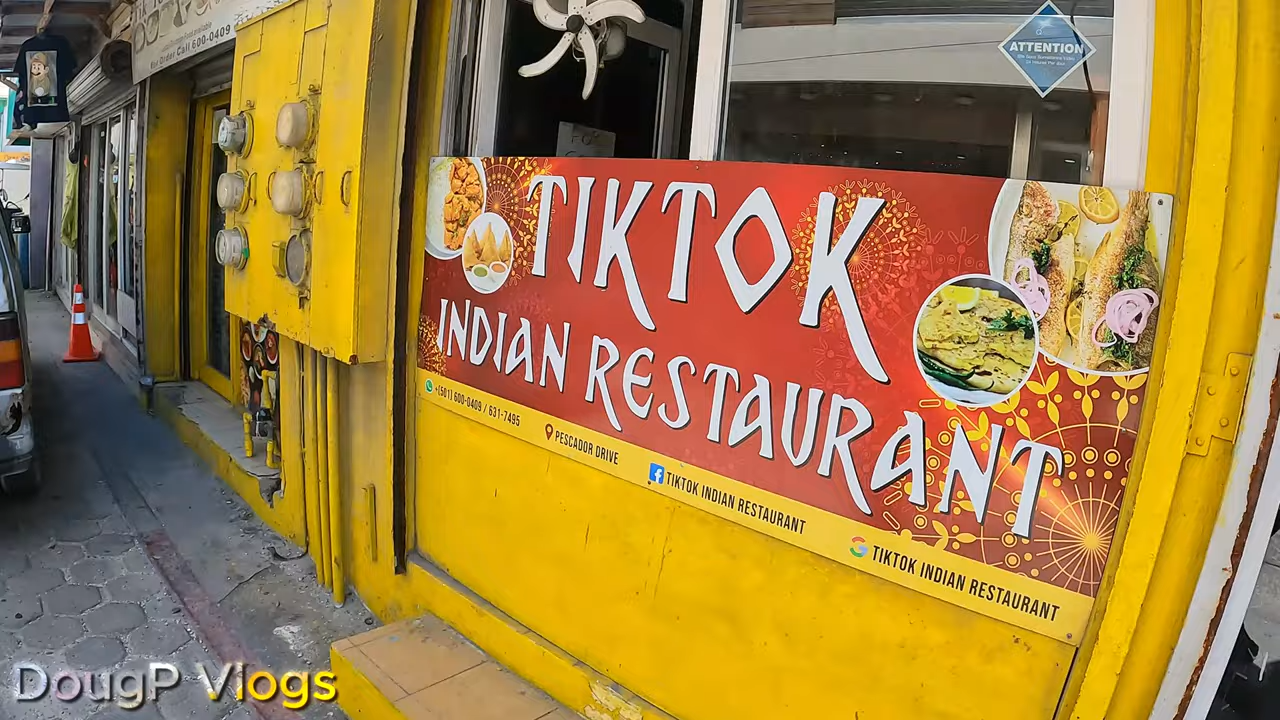 Order Call 600-0409
ATTENTION
TIKTOK
INDIAN RESTAURANT
+(501) 600-0409 / 631-7495
PESCADOR DRIVE
TIKTOK INDIAN RESTAURANT
TIKTOK INDIAN RESTAURANT
DougP Vlogs